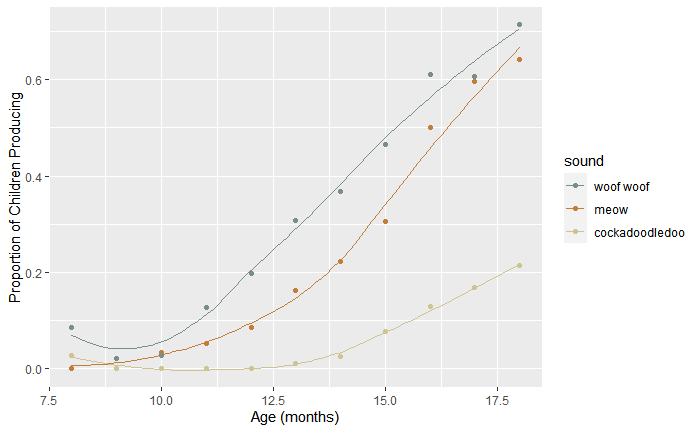 Proportion of Children Producing
0.6
0.4
0.2
0.0
7.5 10.0 12.5 15.0 17.5
Age (months)
sound
woof woof
meow
cockadoodledoo